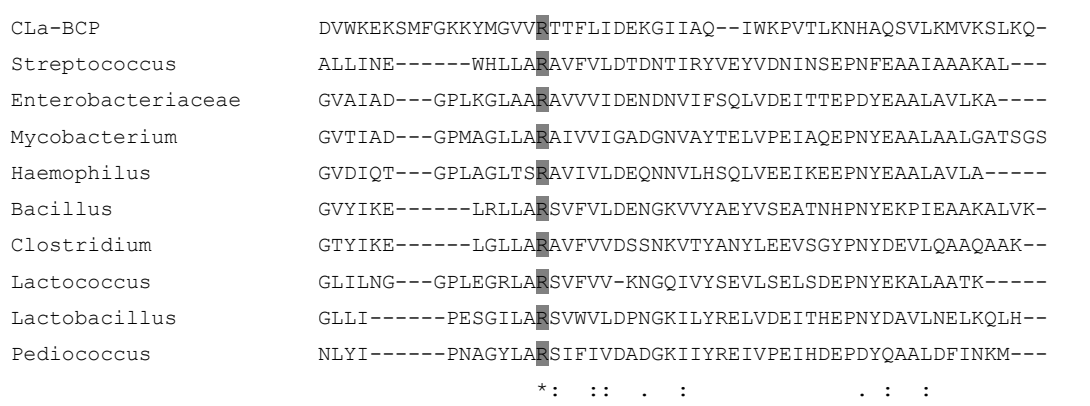 CLa-BCP DVWKEKSMFGKKYMGVVRTTFLIDEKGIIAQ--IWKPVTLKNHAQSVLKMVKSLKQ-
Streptococcus ALLINE------WHLLARAVFVLDTDNTIRYVEYVDNINSEPNFEAAIAAAKAL---
Enterobacteriaceae GVAIAD---GPLKGLAARAVVVIDENDNVIFSQLVDEITTEPDYEAALAVLKA----
Mycobacterium GVTIAD---GPMAGLLARAIVVIGADGNVAYTELVPEIAQEPNYEAALAALGATSGS
Haemophilus GVDIQT---GPLAGLTSRAVIVLDEQNNVLHSQLVEEIKEEPNYEAALAVLA-----
Bacillus GVYIKE------LRLLARSVFVLDENGKVVYAEYVSEATNHPNYEKPIEAAKALVK-
Clostridium GTYIKE------LGLLARAVFVVDSSNKVTYANYLEEVSGYPNYDEVLQAAQAAK--
Lactococcus GLILNG---GPLEGRLARSVFVV-KNGQIVYSEVLSELSDEPNYEKALAATK-----
Lactobacillus GLLI------PESGILARSVWVLDPNGKILYRELVDEITHEPNYDAVLNELKQLH--
Pediococcus NLYI------PNAGYLARSIFIVDADGKIIYREIVPEIHDEPDYQAALDFINKM---
*: :: . : . : :